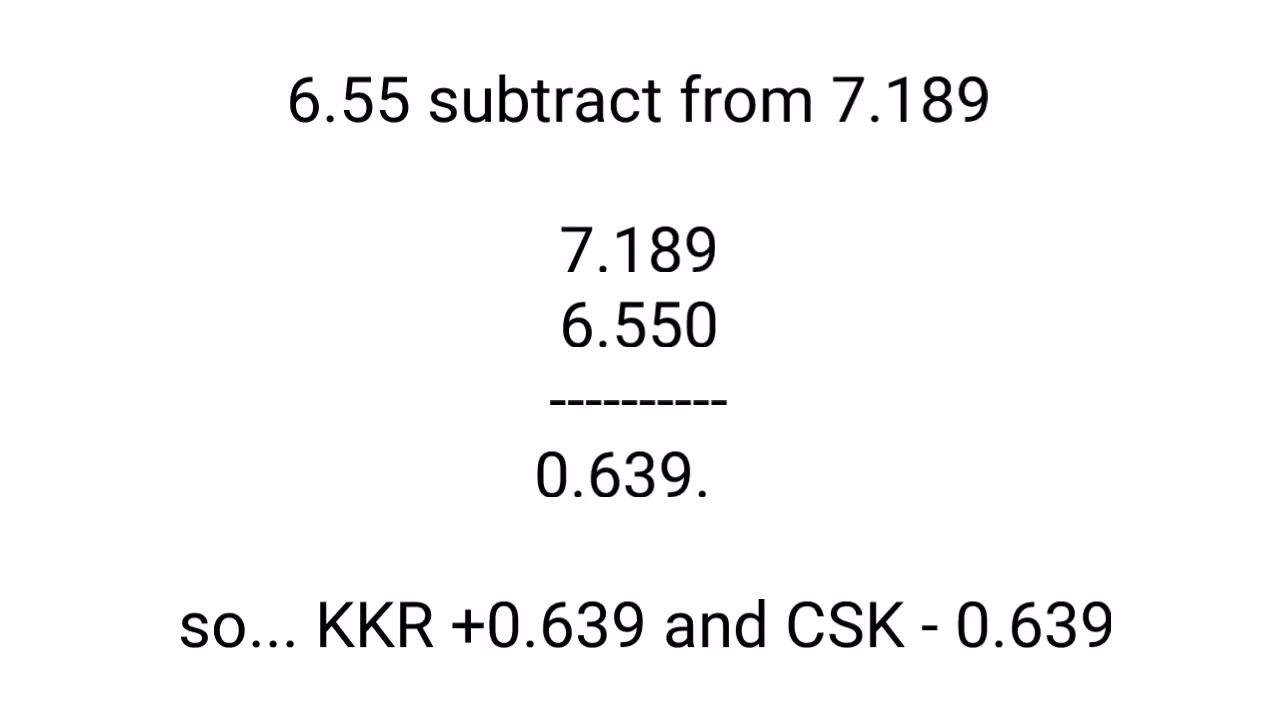 6.55 subtract from 7.189
7.189
6.550
----------
0.639.
so... KKR +0.639 and CSK - 0.639